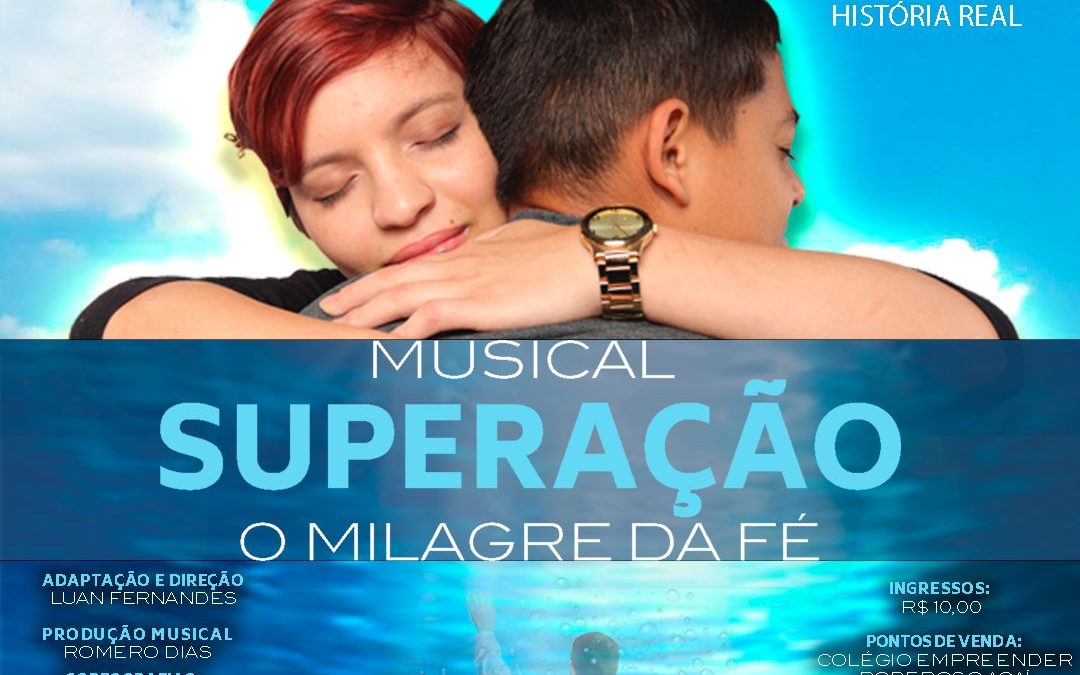 HISTÓRIA REAL
MUSICAL
SUPERAÇÃO
O MILAGRE DA FÉ
ADAPTAÇÃO E DIREÇÃO
LUAN FERNANDES
PRODUÇÃO MUSICAL
ROMERO DIAS
INGRESSOS:
R$ 10,00
PONTOS DE VENDA:
COLÉGIO EMPREENDER